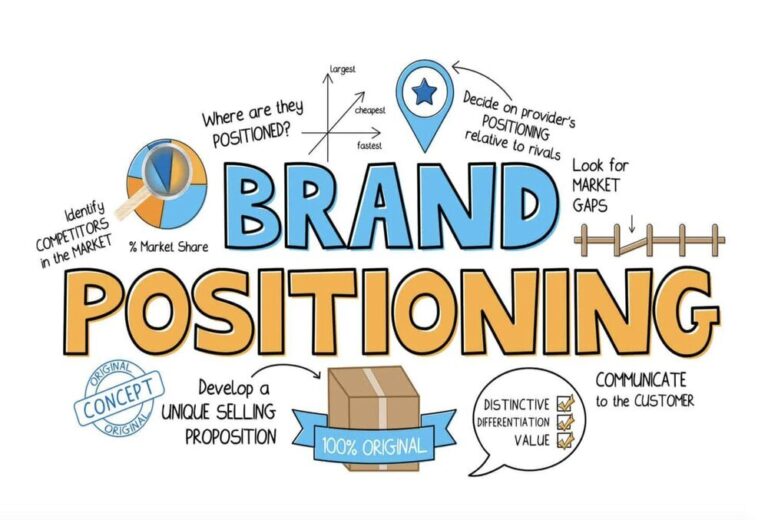 largest
cheapest
fastest
Where are they
POSITIONED?
Decide on provider's
POSITIONING
relative to rivals
Look for
MARKET
GAPS
Identify
COMPETITORS
in the MARKET
% Market Share
BRAND
POSITIONING
ORIGINAL
CONCEPT
ORIGINAL
Develop a
UNIQUE SELLING
PROPOSITION
100% ORIGINAL
DISTINCTIVE
DIFFERENTIATION
VALUE
COMMUNICATE
to the CUSTOMER